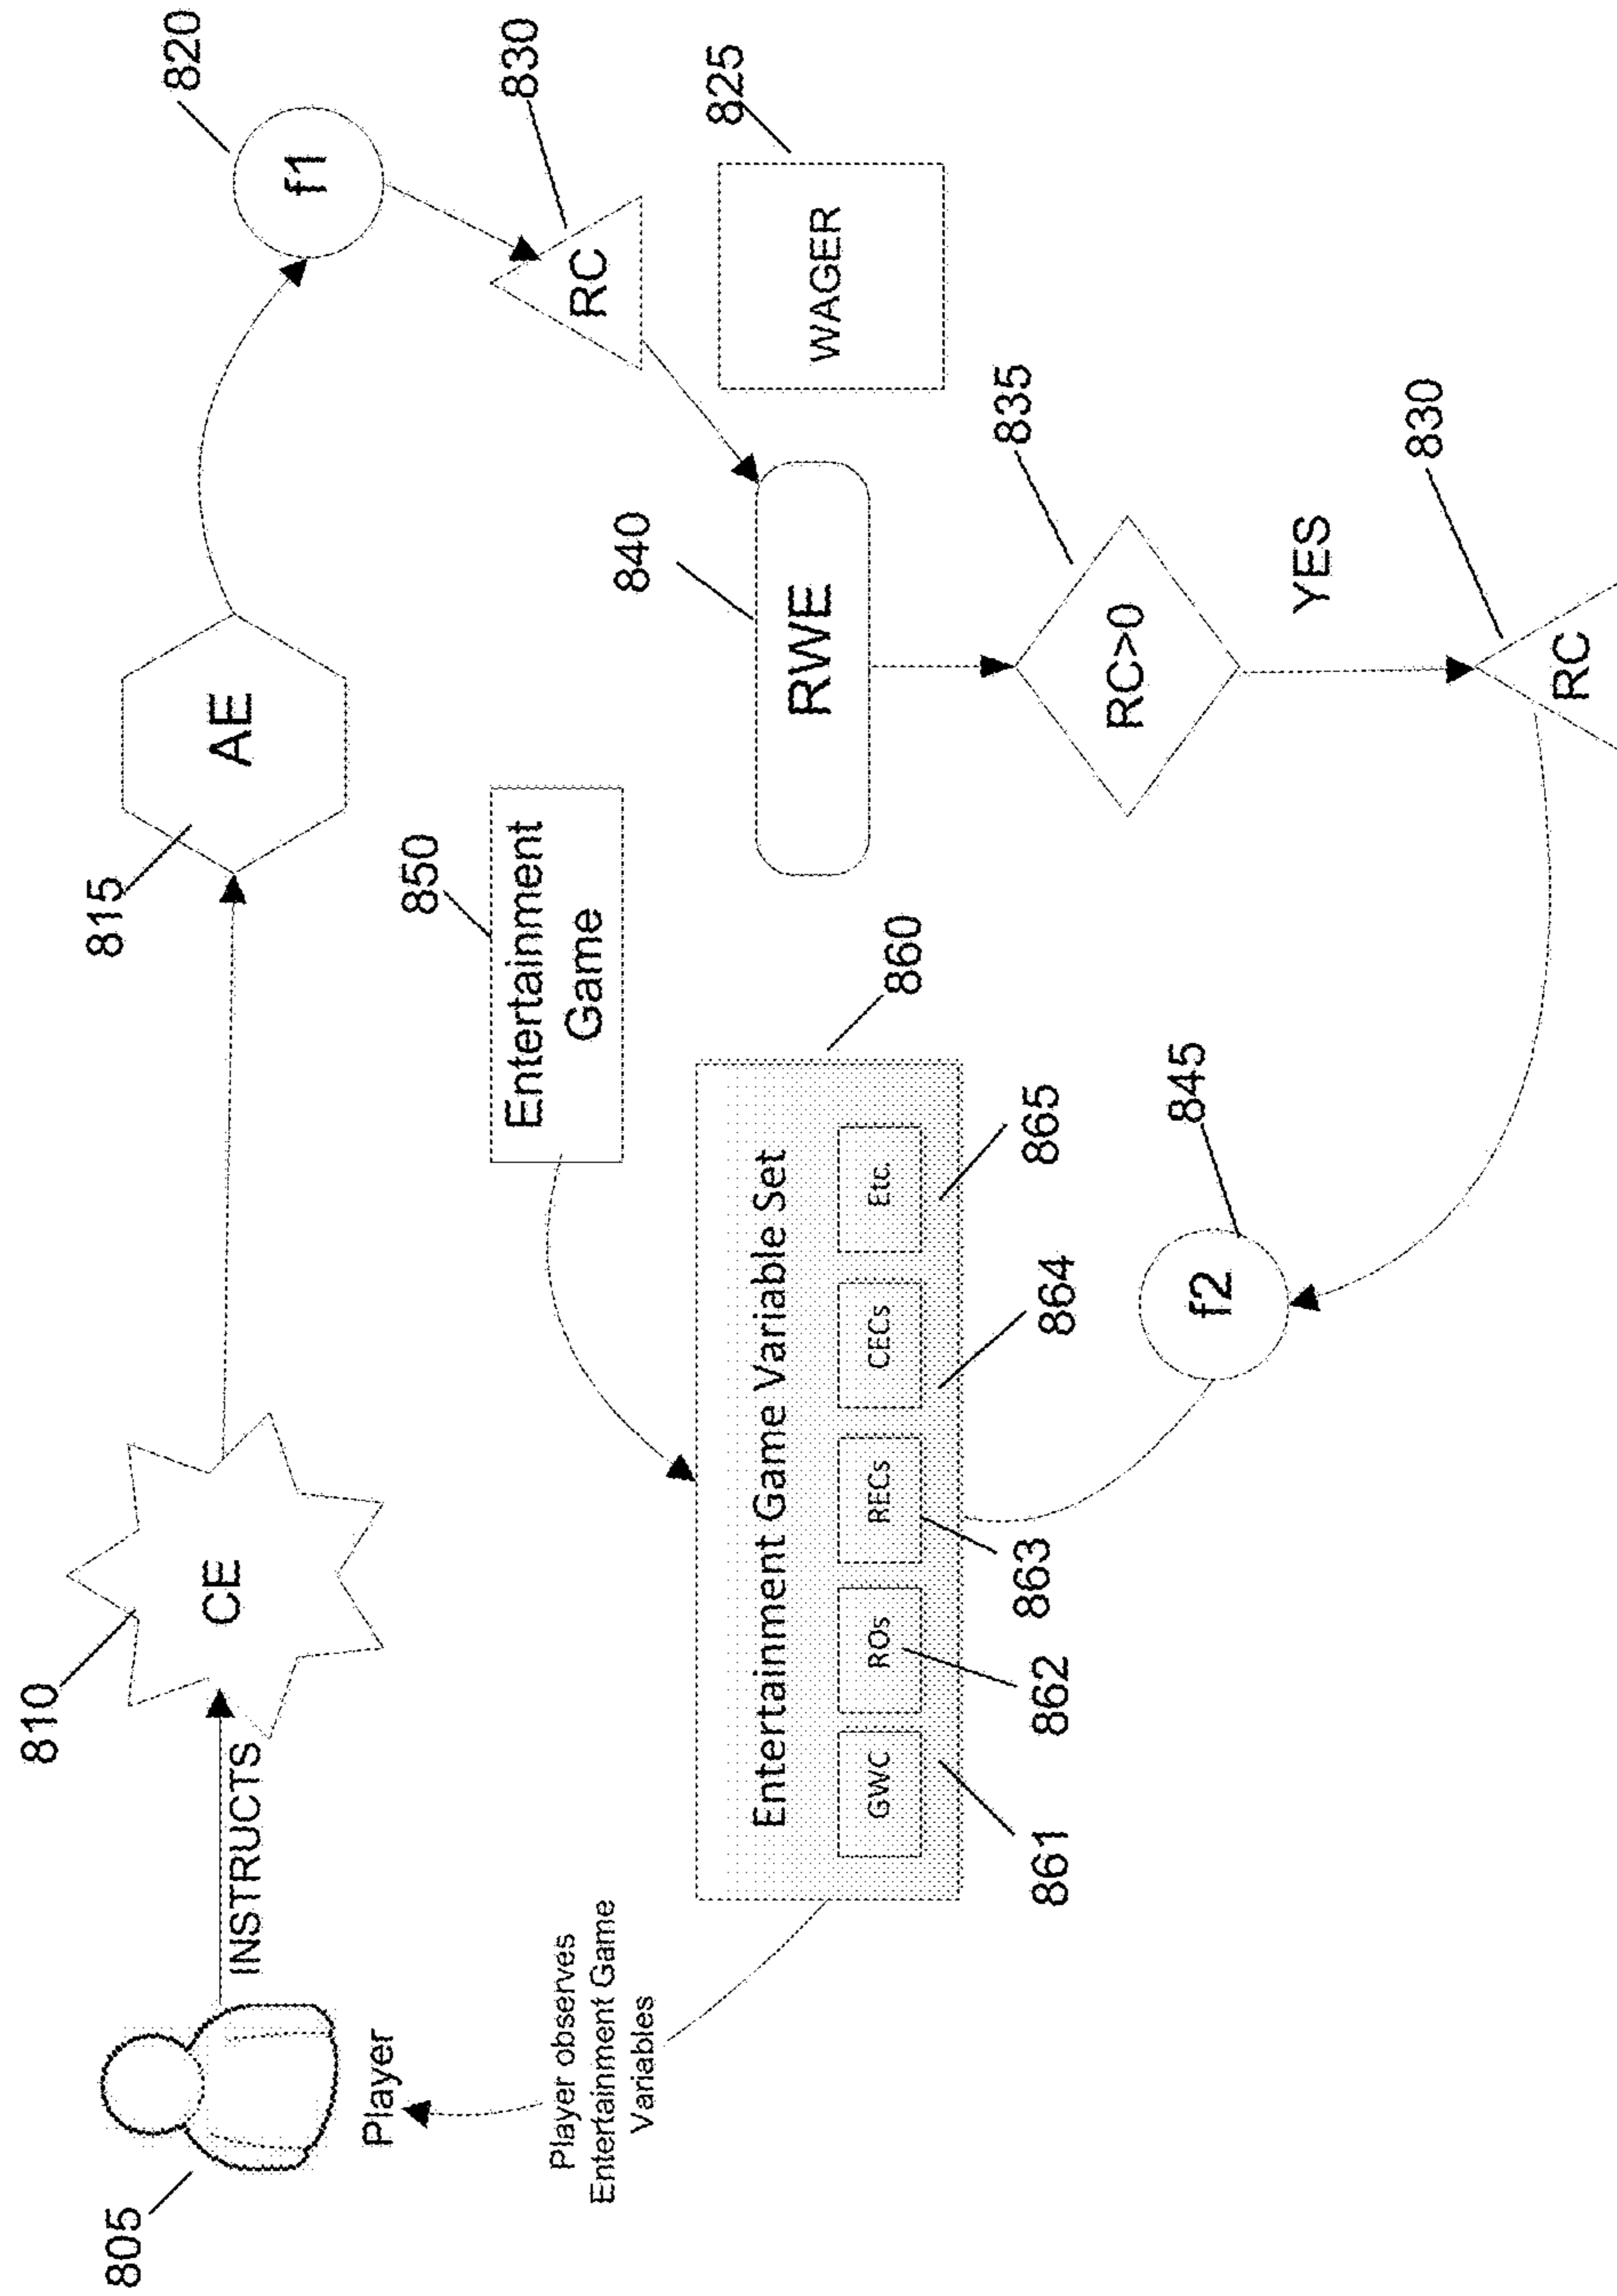 805
Player
INSTRUCTS
810
CE
815
AE
820
f1
830
RC
825
WAGER
840
RWE
835
RC>0
YES
830
RC
850
Entertainment
Game
860
Entertainment Game Variable Set
GWC
ROs
RECs
CECs
Etc.
861
862
863
864
865
845
f2
Player observes
Entertainment Game
Variables